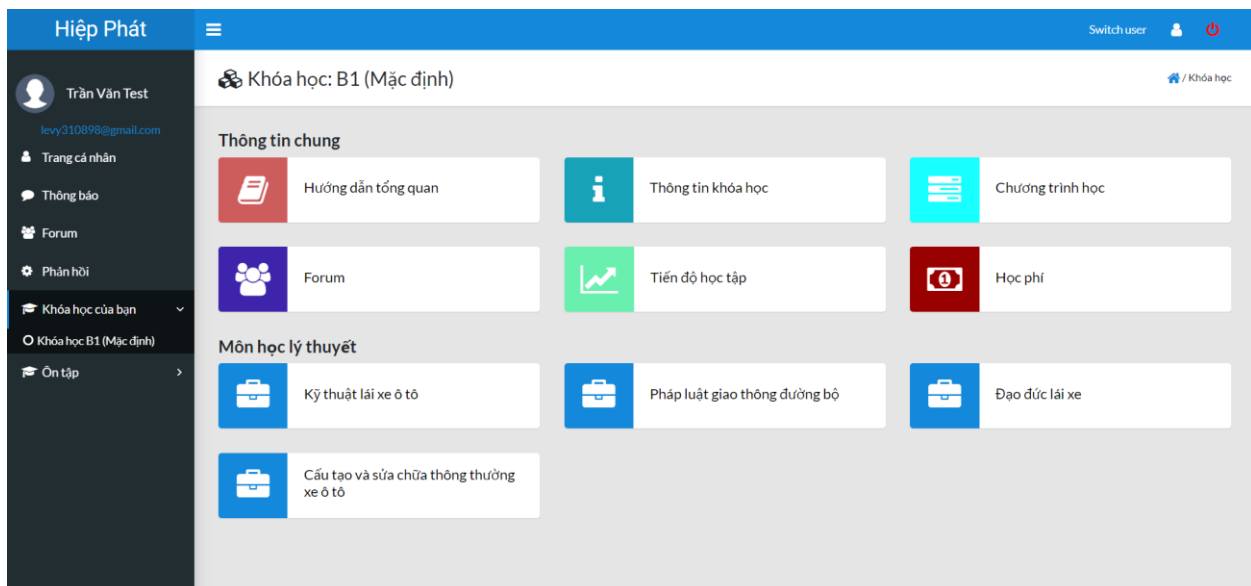 Hiệp Phát
Switch user
Trần Văn Test
levy310898@gmail.com
Trang cá nhân
Thông báo
Forum
Phản hồi
Khóa học của bạn
Khóa học B1 (Mặc định)
Ôn tập
Khóa học: B1 (Mặc định)
/ Khóa học
Thông tin chung
Hướng dẫn tổng quan
Thông tin khóa học
Chương trình học
Forum
Tiến độ học tập
Học phí
Môn học lý thuyết
Kỹ thuật lái xe ô tô
Pháp luật giao thông đường bộ
Đạo đức lái xe
Cấu tạo và sửa chữa thông thường
xe ô tô